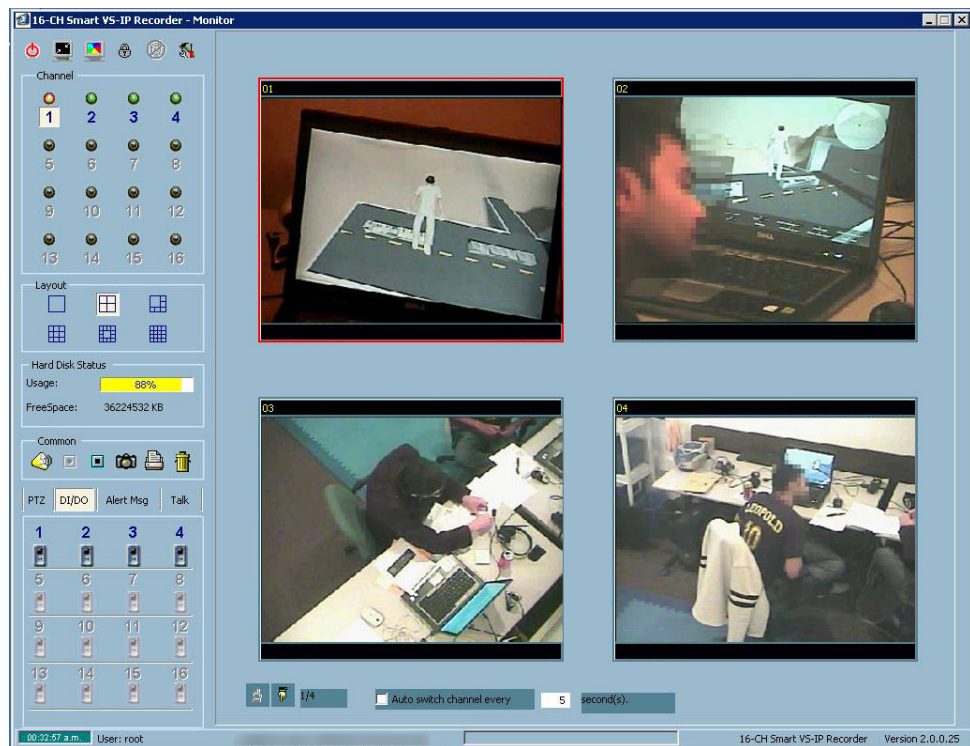 16-CH Smart VS-IP Recorder - Monitor
Channel
1 2 3 4
5 6 7 8
9 10 11 12
13 14 15 16
Layout
Hard Disk Status
Usage: 88%
FreeSpace: 36224532 KB
Common
PTZ DI/DO Alert Msg Talk
1 2 3 4
5 6 7 8
9 10 11 12
13 14 15 16
01
02
DELL
03
04
LEOPOLD
10
1/4
Auto switch channel every 5 second(s).
00:32:57 a.m. User: root
16-CH Smart VS-IP Recorder Version 2.0.0.25